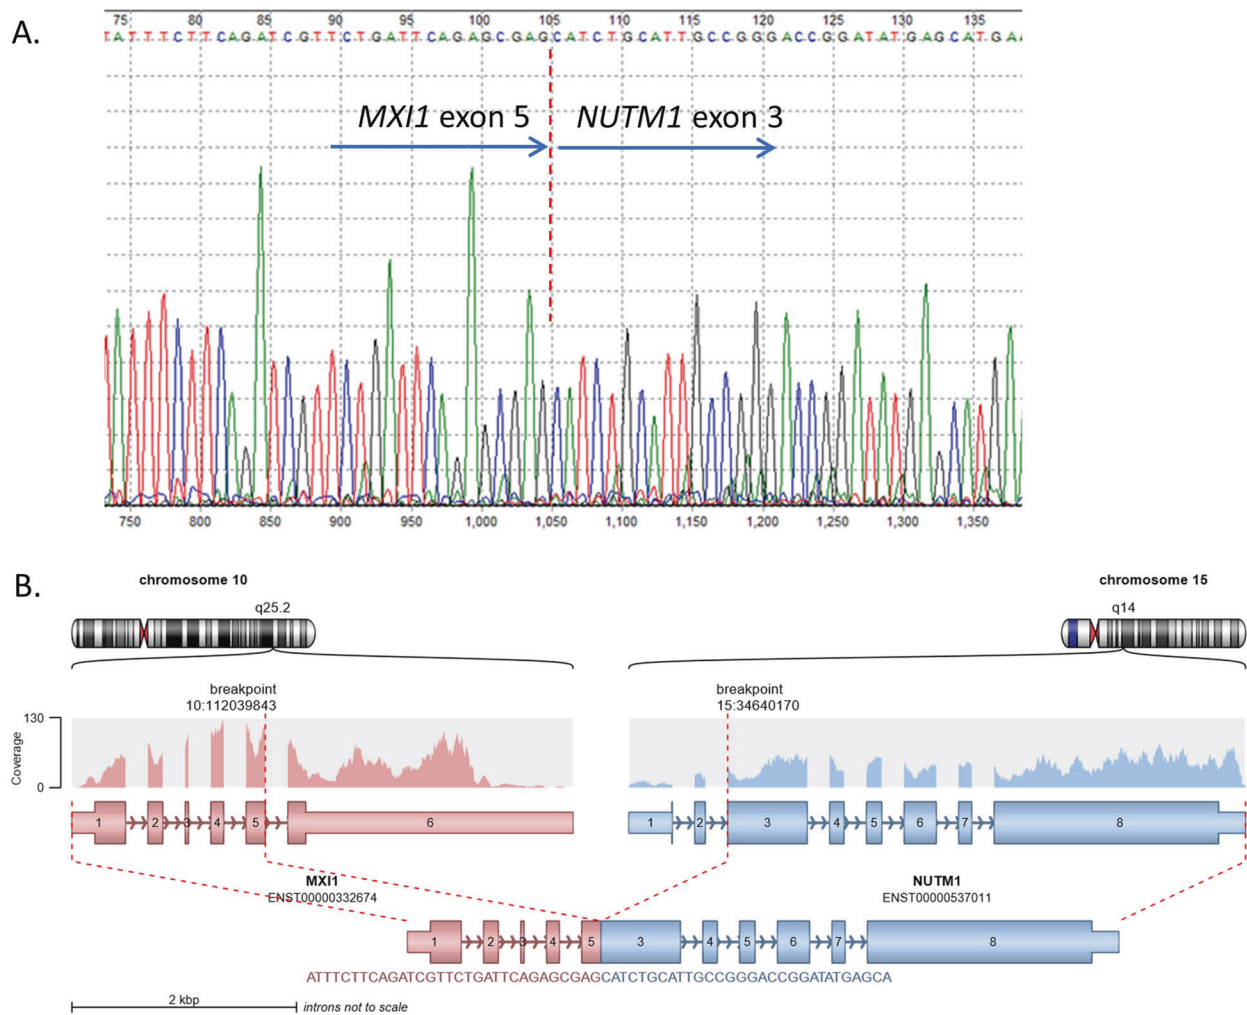 A.
75 80 85 90 95 100 105 110 115 120 125 130 135
TATTTCTTCAGATCGTTCTGATTCAGAGCGAGCATCTGCATTGCCGGGACCGGATATGAGCATGAA
MXI1 exon 5 NUTM1 exon 3
750 800 850 900 950 1,000 1,050 1,100 1,150 1,200 1,250 1,300 1,350
B.
chromosome 10 chromosome 15
q25.2 q14
breakpoint breakpoint
10:112039843 15:34640170
130
Coverage
0
1 2 3 4 5 6 1 2 3 4 5 6 7 8
MXI1 NUTM1
ENST00000332674 ENST00000537011
1 2 3 4 5 3 4 5 6 7 8
ATTTCTTCAGATCGTTCTGATTCAGAGCGAGCATCTGCATTGCCGGGACCGGATATGAGCA
2 kbp introns not to scale